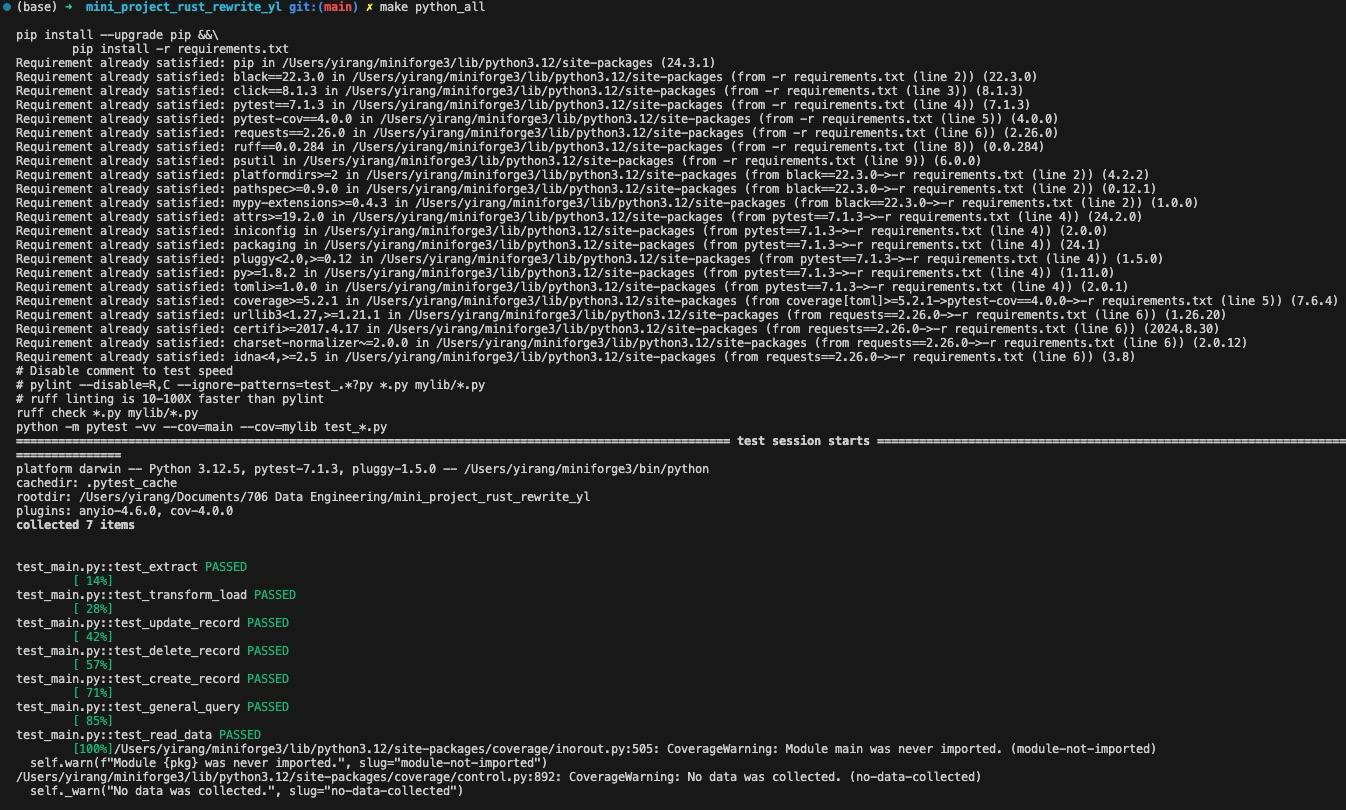 (base) → mini_project_rust_rewrite_yl git:(main) ✗ make python_all
pip install --upgrade pip &&\
pip install -r requirements.txt
Requirement already satisfied: pip in /Users/yirang/miniforge3/lib/python3.12/site-packages (24.3.1)
Requirement already satisfied: black==22.3.0 in /Users/yirang/miniforge3/lib/python3.12/site-packages (from -r requirements.txt (line 2)) (22.3.0)
Requirement already satisfied: click==8.1.3 in /Users/yirang/miniforge3/lib/python3.12/site-packages (from -r requirements.txt (line 3)) (8.1.3)
Requirement already satisfied: pytest==7.1.3 in /Users/yirang/miniforge3/lib/python3.12/site-packages (from -r requirements.txt (line 4)) (7.1.3)
Requirement already satisfied: pytest-cov==4.0.0 in /Users/yirang/miniforge3/lib/python3.12/site-packages (from -r requirements.txt (line 5)) (4.0.0)
Requirement already satisfied: requests==2.26.0 in /Users/yirang/miniforge3/lib/python3.12/site-packages (from -r requirements.txt (line 6)) (2.26.0)
Requirement already satisfied: ruff==0.0.284 in /Users/yirang/miniforge3/lib/python3.12/site-packages (from -r requirements.txt (line 8)) (0.0.284)
Requirement already satisfied: psutil in /Users/yirang/miniforge3/lib/python3.12/site-packages (from -r requirements.txt (line 9)) (6.0.0)
Requirement already satisfied: platformdirs>=2 in /Users/yirang/miniforge3/lib/python3.12/site-packages (from black==22.3.0->-r requirements.txt (line 2)) (4.2.2)
Requirement already satisfied: pathspec>=0.9.0 in /Users/yirang/miniforge3/lib/python3.12/site-packages (from black==22.3.0->-r requirements.txt (line 2)) (0.12.1)
Requirement already satisfied: mypy-extensions>=0.4.3 in /Users/yirang/miniforge3/lib/python3.12/site-packages (from black==22.3.0->-r requirements.txt (line 2)) (1.0.0)
Requirement already satisfied: attrs>=19.2.0 in /Users/yirang/miniforge3/lib/python3.12/site-packages (from pytest==7.1.3->-r requirements.txt (line 4)) (24.2.0)
Requirement already satisfied: iniconfig in /Users/yirang/miniforge3/lib/python3.12/site-packages (from pytest==7.1.3->-r requirements.txt (line 4)) (2.0.0)
Requirement already satisfied: packaging in /Users/yirang/miniforge3/lib/python3.12/site-packages (from pytest==7.1.3->-r requirements.txt (line 4)) (24.1)
Requirement already satisfied: pluggy<2.0,>=0.12 in /Users/yirang/miniforge3/lib/python3.12/site-packages (from pytest==7.1.3->-r requirements.txt (line 4)) (1.5.0)
Requirement already satisfied: py>=1.8.2 in /Users/yirang/miniforge3/lib/python3.12/site-packages (from pytest==7.1.3->-r requirements.txt (line 4)) (1.11.0)
Requirement already satisfied: tomli>=1.0.0 in /Users/yirang/miniforge3/lib/python3.12/site-packages (from pytest==7.1.3->-r requirements.txt (line 4)) (2.0.1)
Requirement already satisfied: coverage>=5.2.1 in /Users/yirang/miniforge3/lib/python3.12/site-packages (from coverage[toml]>=5.2.1->pytest-cov==4.0.0->-r requirements.txt (line 5)) (7.6.4)
Requirement already satisfied: urllib3<1.27,>=1.21.1 in /Users/yirang/miniforge3/lib/python3.12/site-packages (from requests==2.26.0->-r requirements.txt (line 6)) (1.26.20)
Requirement already satisfied: certifi>=2017.4.17 in /Users/yirang/miniforge3/lib/python3.12/site-packages (from requests==2.26.0->-r requirements.txt (line 6)) (2024.8.30)
Requirement already satisfied: charset-normalizer~=2.0.0 in /Users/yirang/miniforge3/lib/python3.12/site-packages (from requests==2.26.0->-r requirements.txt (line 6)) (2.0.12)
Requirement already satisfied: idna<4,>=2.5 in /Users/yirang/miniforge3/lib/python3.12/site-packages (from requests==2.26.0->-r requirements.txt (line 6)) (3.8)
# Disable comment to test speed
# pylint --disable=R,C --ignore-patterns=test_.*?py *.py mylib/*.py
# ruff linting is 10-100X faster than pylint
ruff check *.py mylib/*.py
python -m pytest -vv --cov=main --cov=mylib test_*.py
=== test session starts ===
===
platform darwin -- Python 3.12.5, pytest-7.1.3, pluggy-1.5.0 -- /Users/yirang/miniforge3/bin/python
cachedir: .pytest_cache
rootdir: /Users/yirang/Documents/706 Data Engineering/mini_project_rust_rewrite_yl
plugins: anyio-4.6.0, cov-4.0.0
collected 7 items
test_main.py::test_extract PASSED
[ 14%]
test_main.py::test_transform_load PASSED
[ 28%]
test_main.py::test_update_record PASSED
[ 42%]
test_main.py::test_delete_record PASSED
[ 57%]
test_main.py::test_create_record PASSED
[ 71%]
test_main.py::test_general_query PASSED
[ 85%]
test_main.py::test_read_data PASSED
[100%]/Users/yirang/miniforge3/lib/python3.12/site-packages/coverage/inorout.py:505: CoverageWarning: Module main was never imported. (module-not-imported)
self.warn(f"Module {pkg} was never imported.", slug="module-not-imported")
/Users/yirang/miniforge3/lib/python3.12/site-packages/coverage/control.py:892: CoverageWarning: No data was collected. (no-data-collected)
self._warn("No data was collected.", slug="no-data-collected")